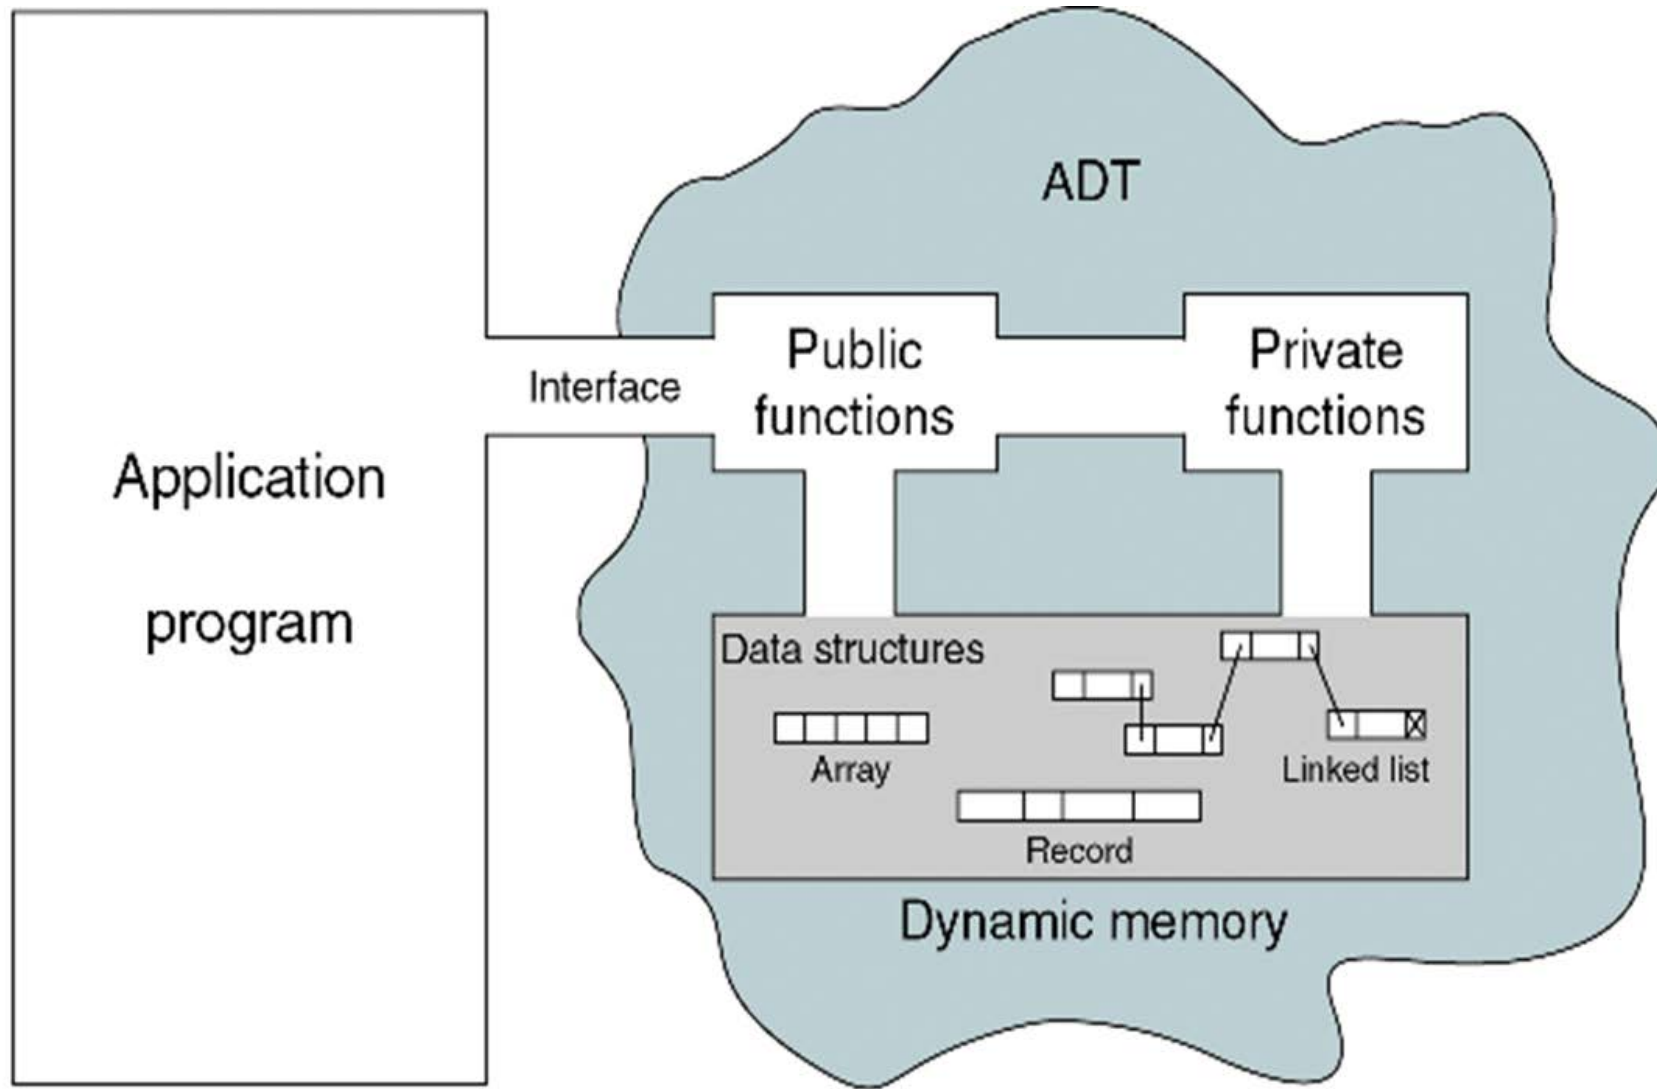 Application
program
Interface
ADT
Public
functions
Private
functions
Data structures
Array
Linked list
Record
Dynamic memory